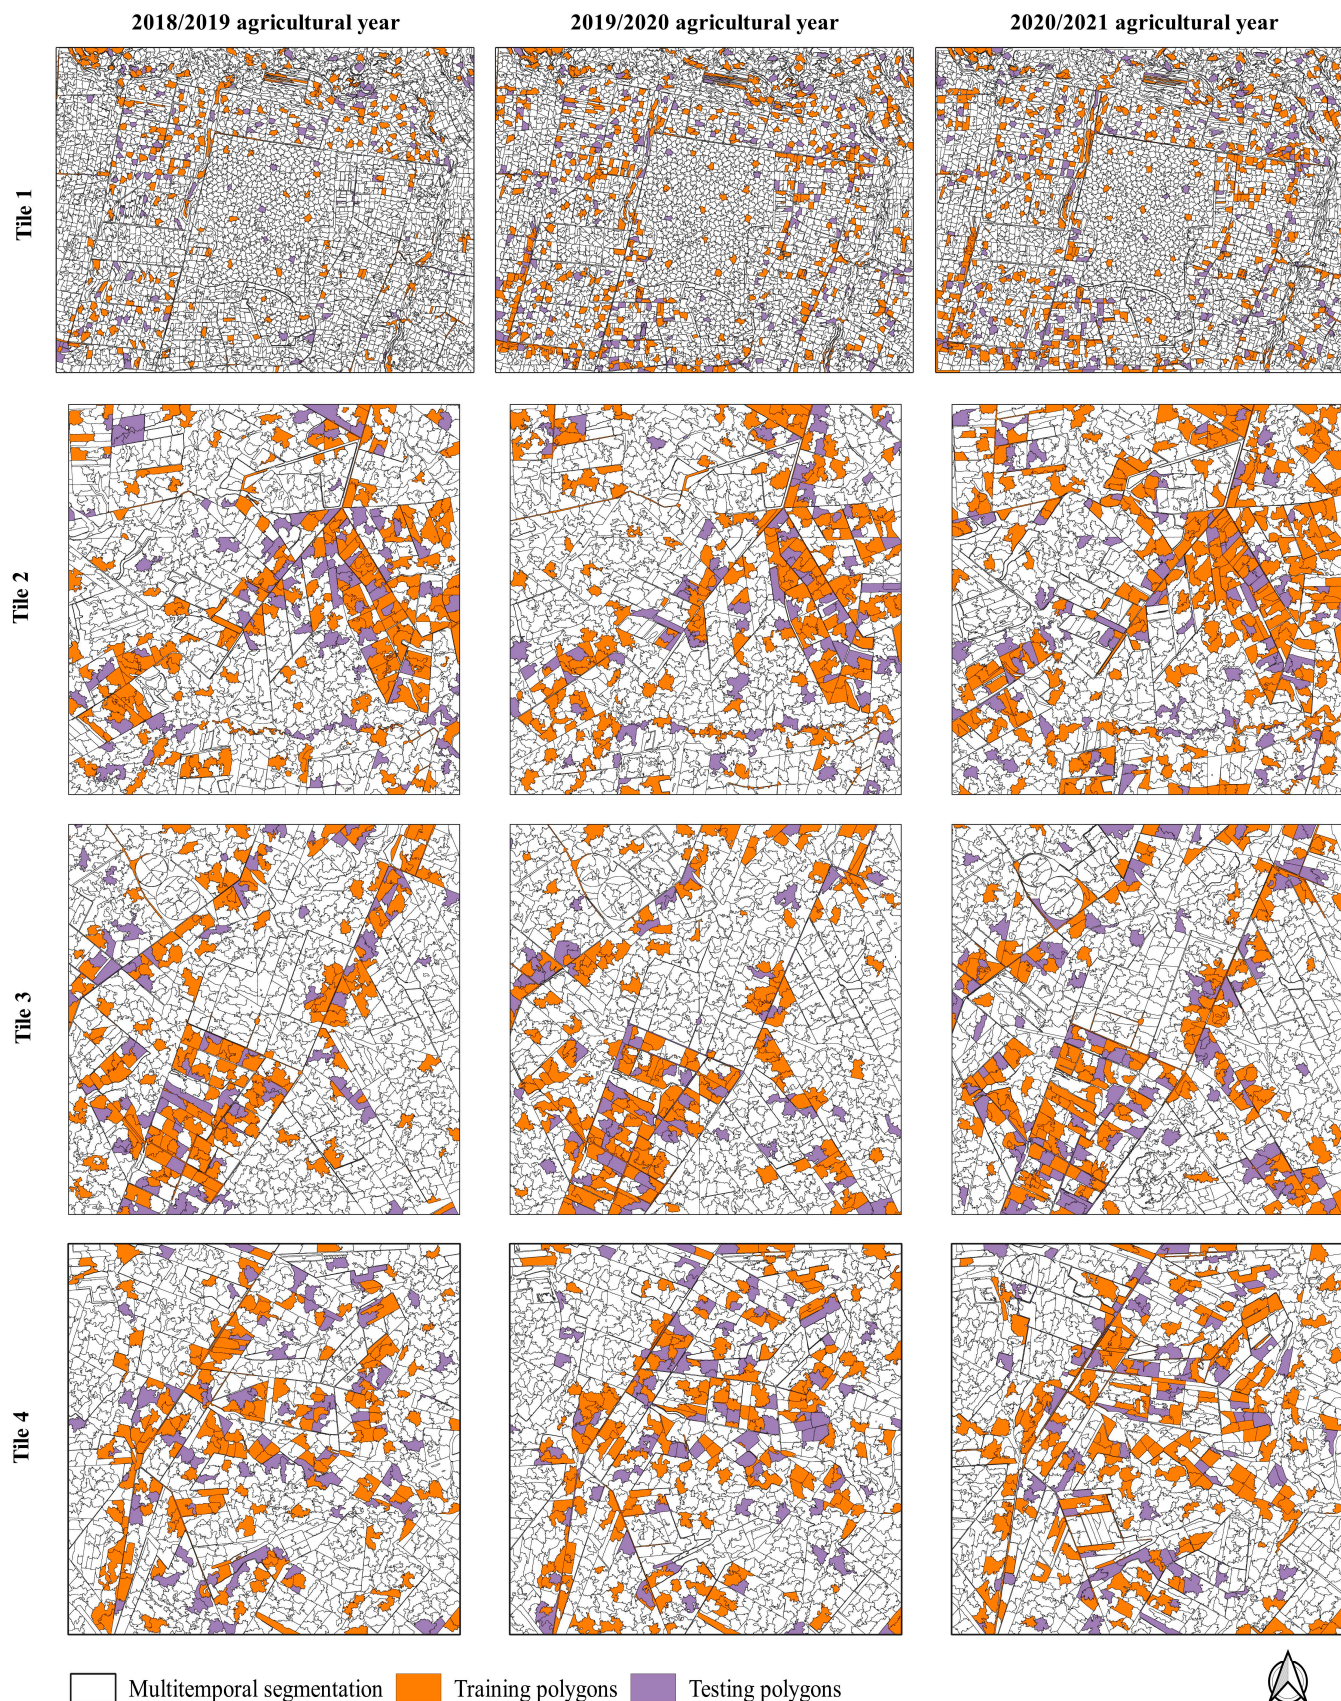 2018/2019 agricultural year
2019/2020 agricultural year
2020/2021 agricultural year
Tile 1
Tile 2
Tile 3
Tile 4
Multitemporal segmentation
Training polygons
Testing polygons